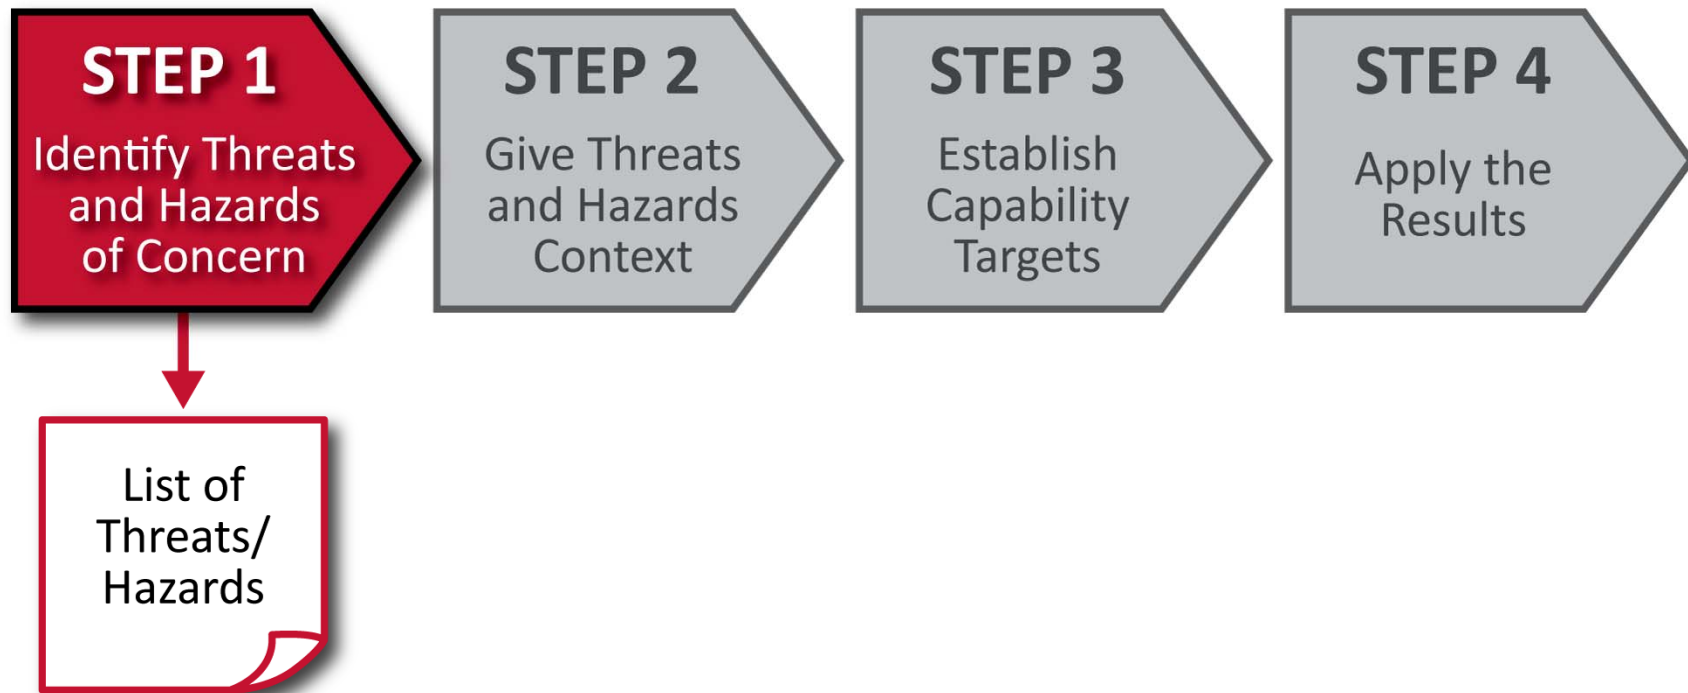 STEP 1
Identify Threats
and Hazards
of Concern
STEP 2
Give Threats
and Hazards
Context
STEP 3
Establish
Capability
Targets
STEP 4
Apply the
Results
List of
Threats/
Hazards